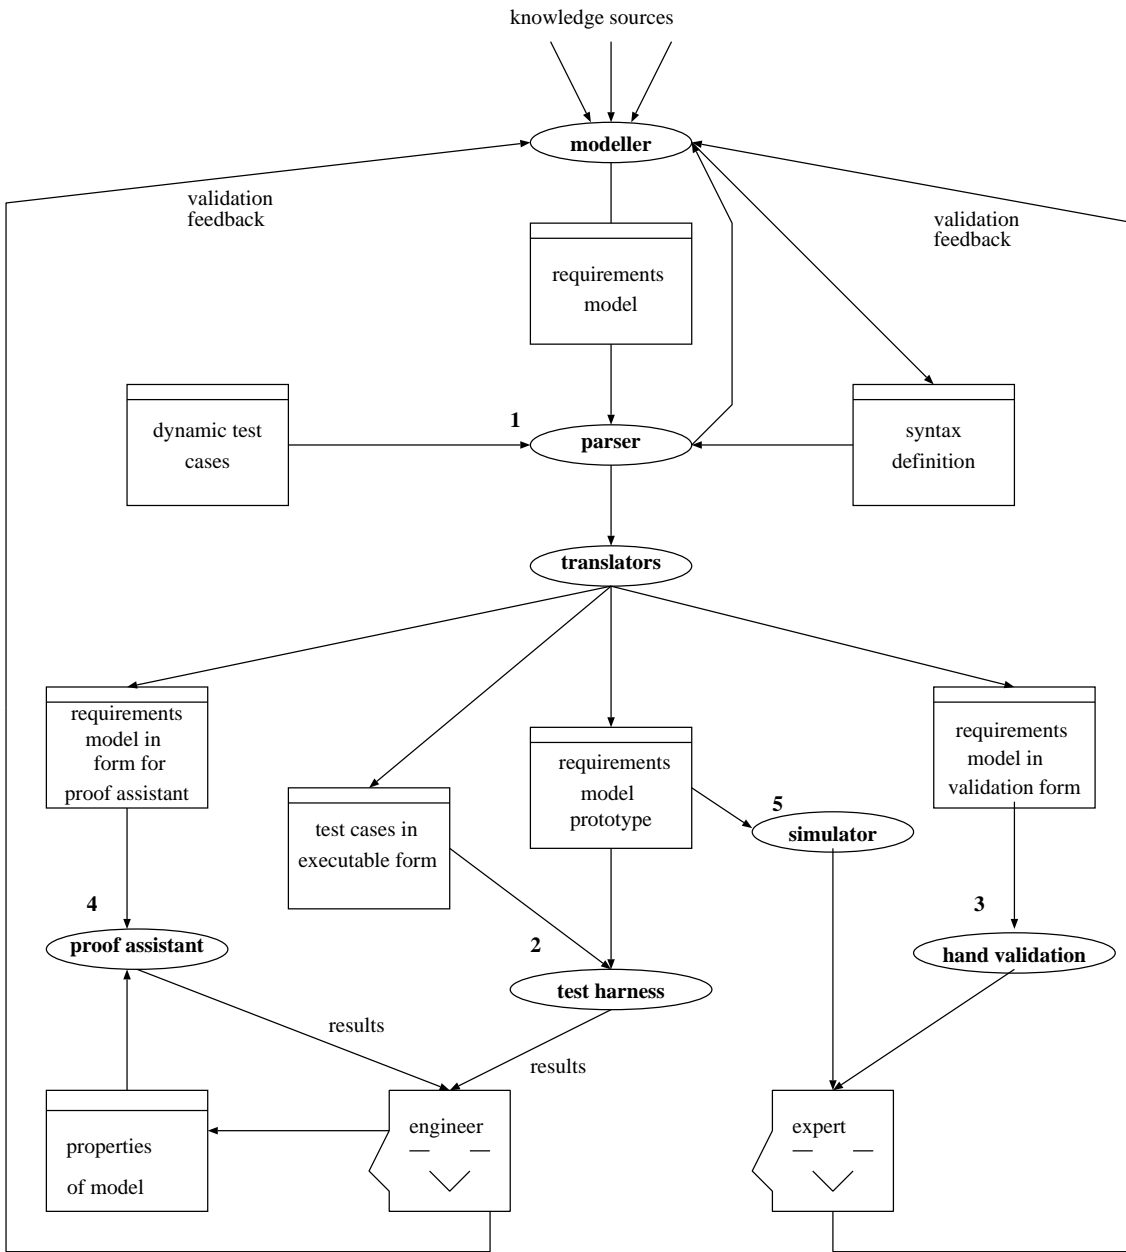 knowledge sources
modeller
validation
feedback
validation
feedback
requirements
model
1
dynamic test
cases
parser
syntax
definition
translators
requirements
model in
form for
proof assistant
test cases in
executable form
requirements
model
prototype
5
simulator
requirements
model in
validation form
4
proof assistant
2
test harness
3
hand validation
results
results
properties
of model
engineer
expert